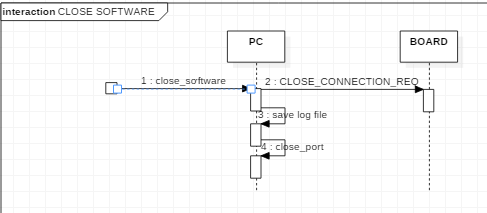 interaction CLOSE SOFTWARE
PC
BOARD
1 : close_software
2 : CLOSE_CONNECTION_REQ
3 : save log file
4 : close_port